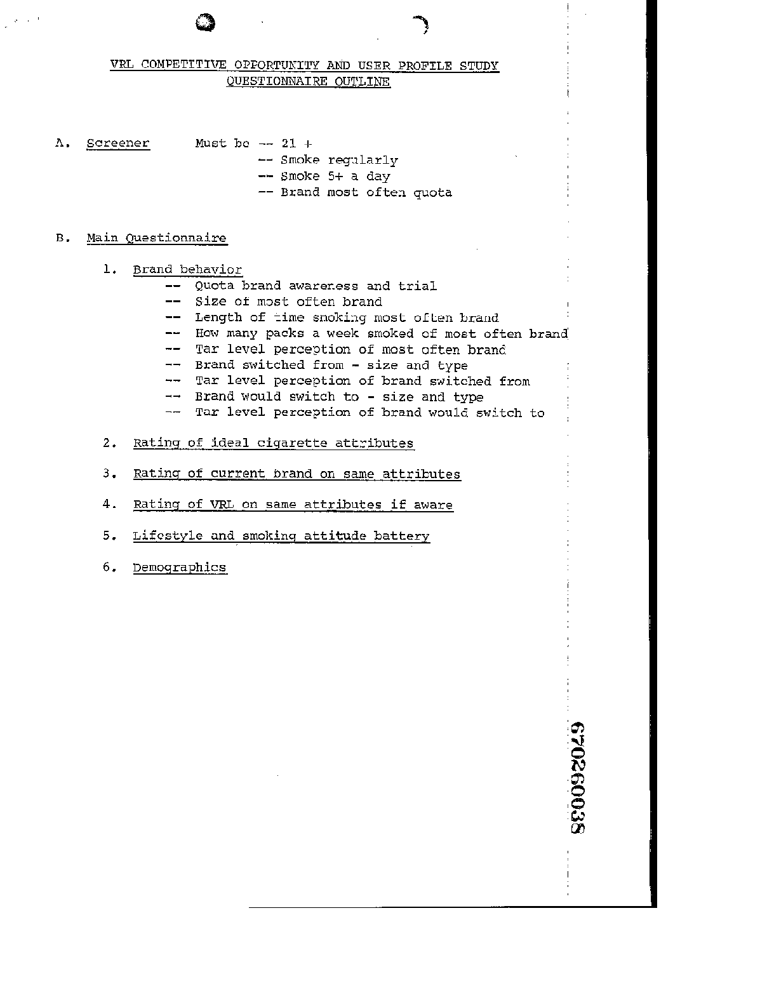 VRL COMPETITIVE OPPORTUNITY AND USER PROFILE STUDY
QUESTIONNAIRE OUTLINE
A. Screener Must be -- 21 +
-- Smoke regularly
-- Smoke 5+ a day
-- Brand most often quota
B. Main Questionnaire
1. Brand behavior
-- Quota brand awareness and trial
-- Size of most often brand
-- Length of time smoking most often brand
-- How many packs a week smoked of most often brand
-- Tar level perception of most often brand
-- Brand switched from - size and type
-- Tar level perception of brand switched from
-- Brand would switch to - size and type
-- Tar level perception of brand would switch to
2. Rating of ideal cigarette attributes
3. Rating of current brand on same attributes
4. Rating of VRL on same attributes if aware
5. Lifestyle and smoking attitude battery
6. Demographics
670260038